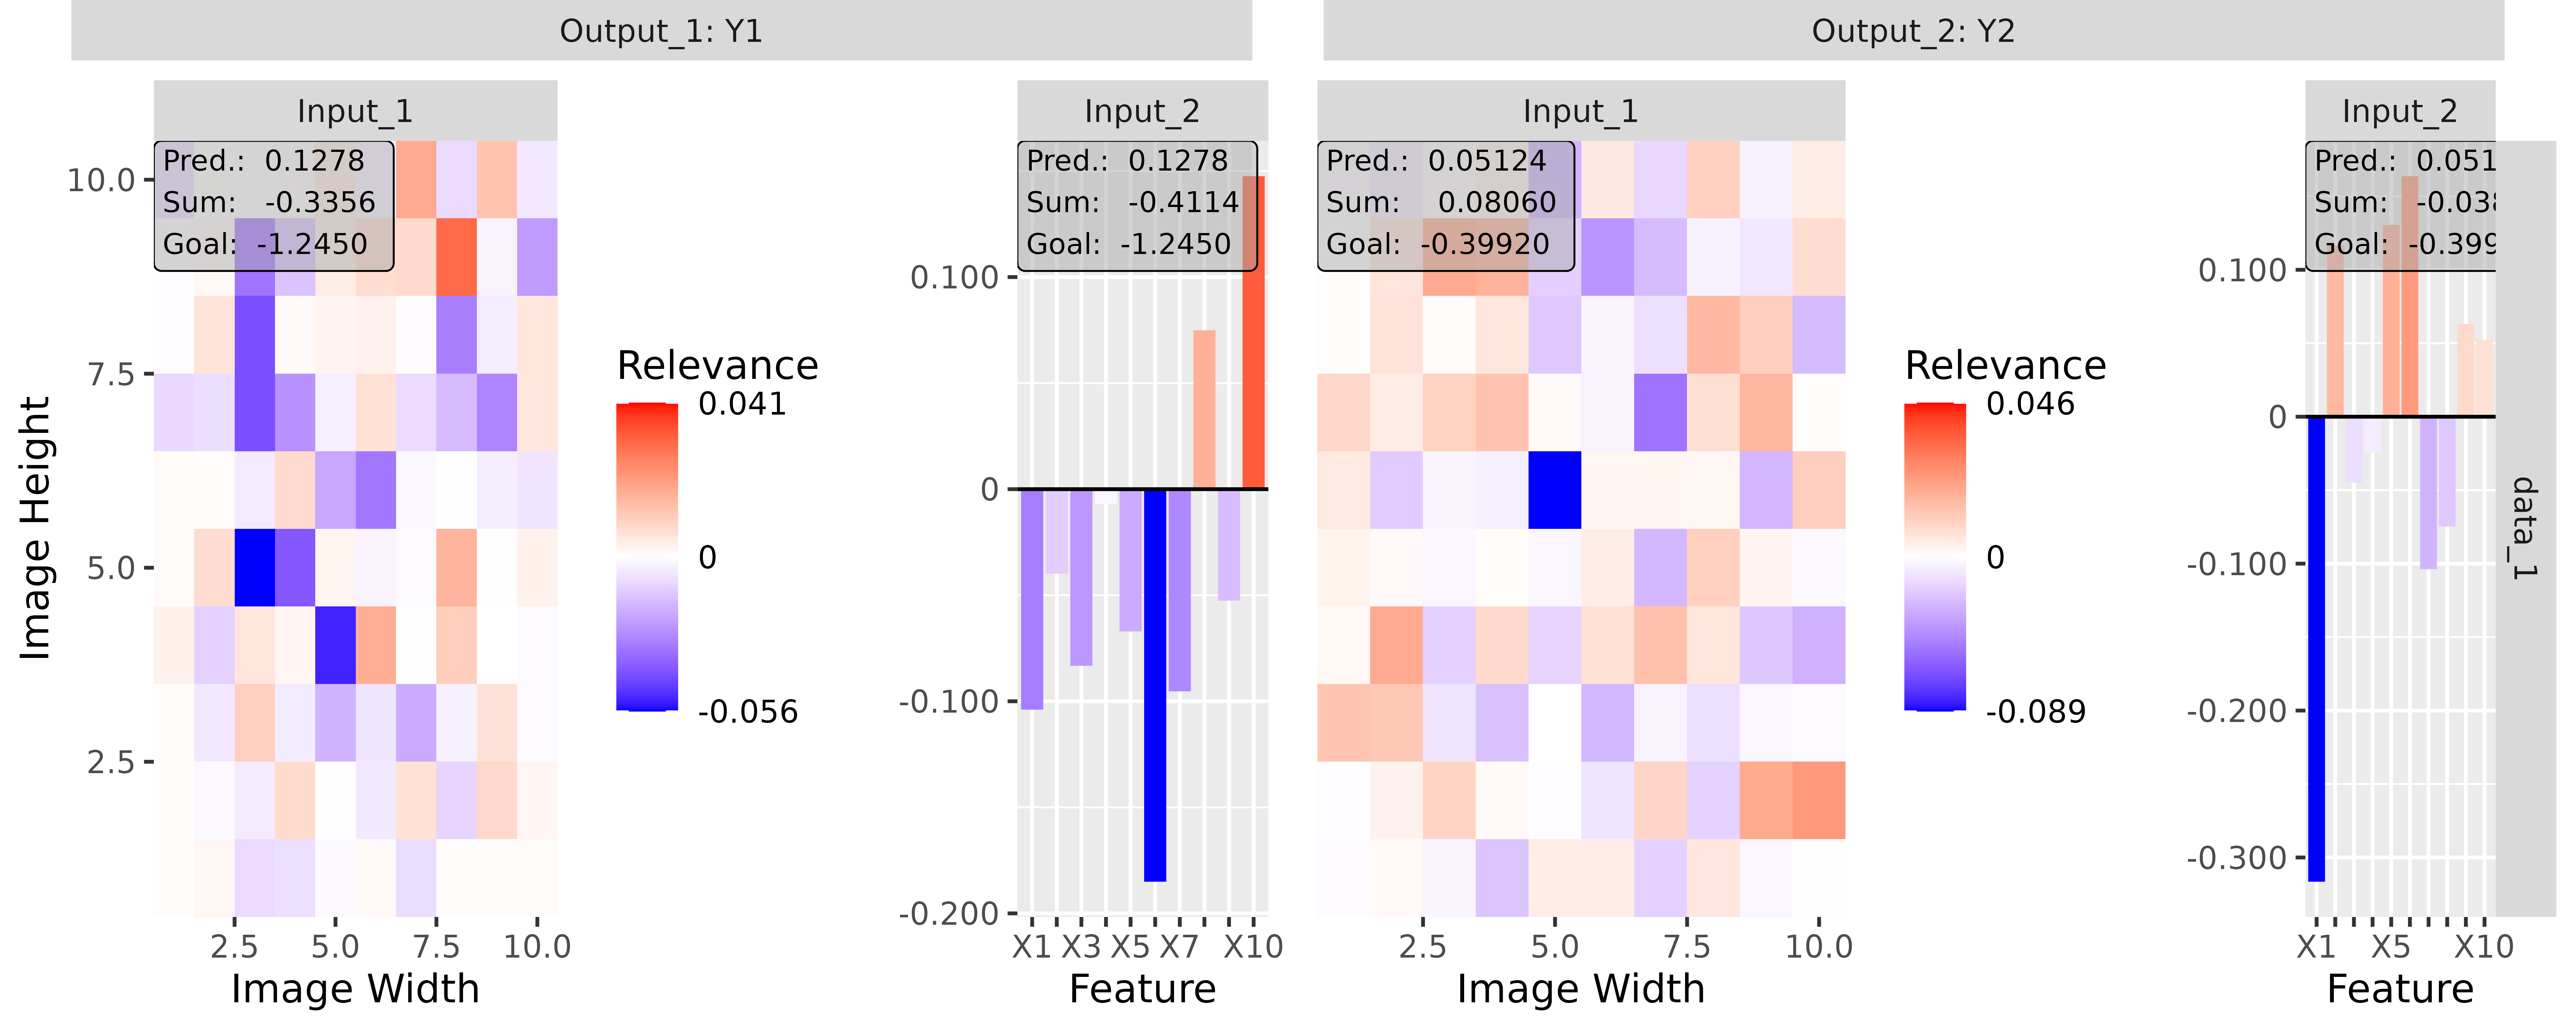 Output_1: Y1
Output_2: Y2
Input_1
Input_2
Input_1
Input_2
Pred.: 0.1278
Sum: -0.3356
Goal: -1.2450
Pred.: 0.1278
Sum: -0.4114
Goal: -1.2450
Pred.: 0.05124
Sum: 0.08060
Goal: -0.39920
Pred.: 0.051
Sum: -0.038
Goal: -0.399
Image Height
10.0
7.5
5.0
2.5
2.5 5.0 7.5 10.0
Image Width
Relevance
0.041
0
-0.056
0.100
0
-0.100
-0.200
X1 X3 X5 X7 X10
Feature
2.5 5.0 7.5 10.0
Image Width
Relevance
0.046
0
-0.089
0.100
0
-0.100
-0.200
-0.300
X1 X5 X10
Feature
data_1